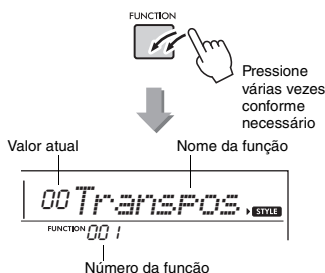 FUNCTION
Pressione
várias vezes
conforme
necessário
Valor atual
Nome da função
00 Transpos. STYLE
FUNCTION 001
Número da função